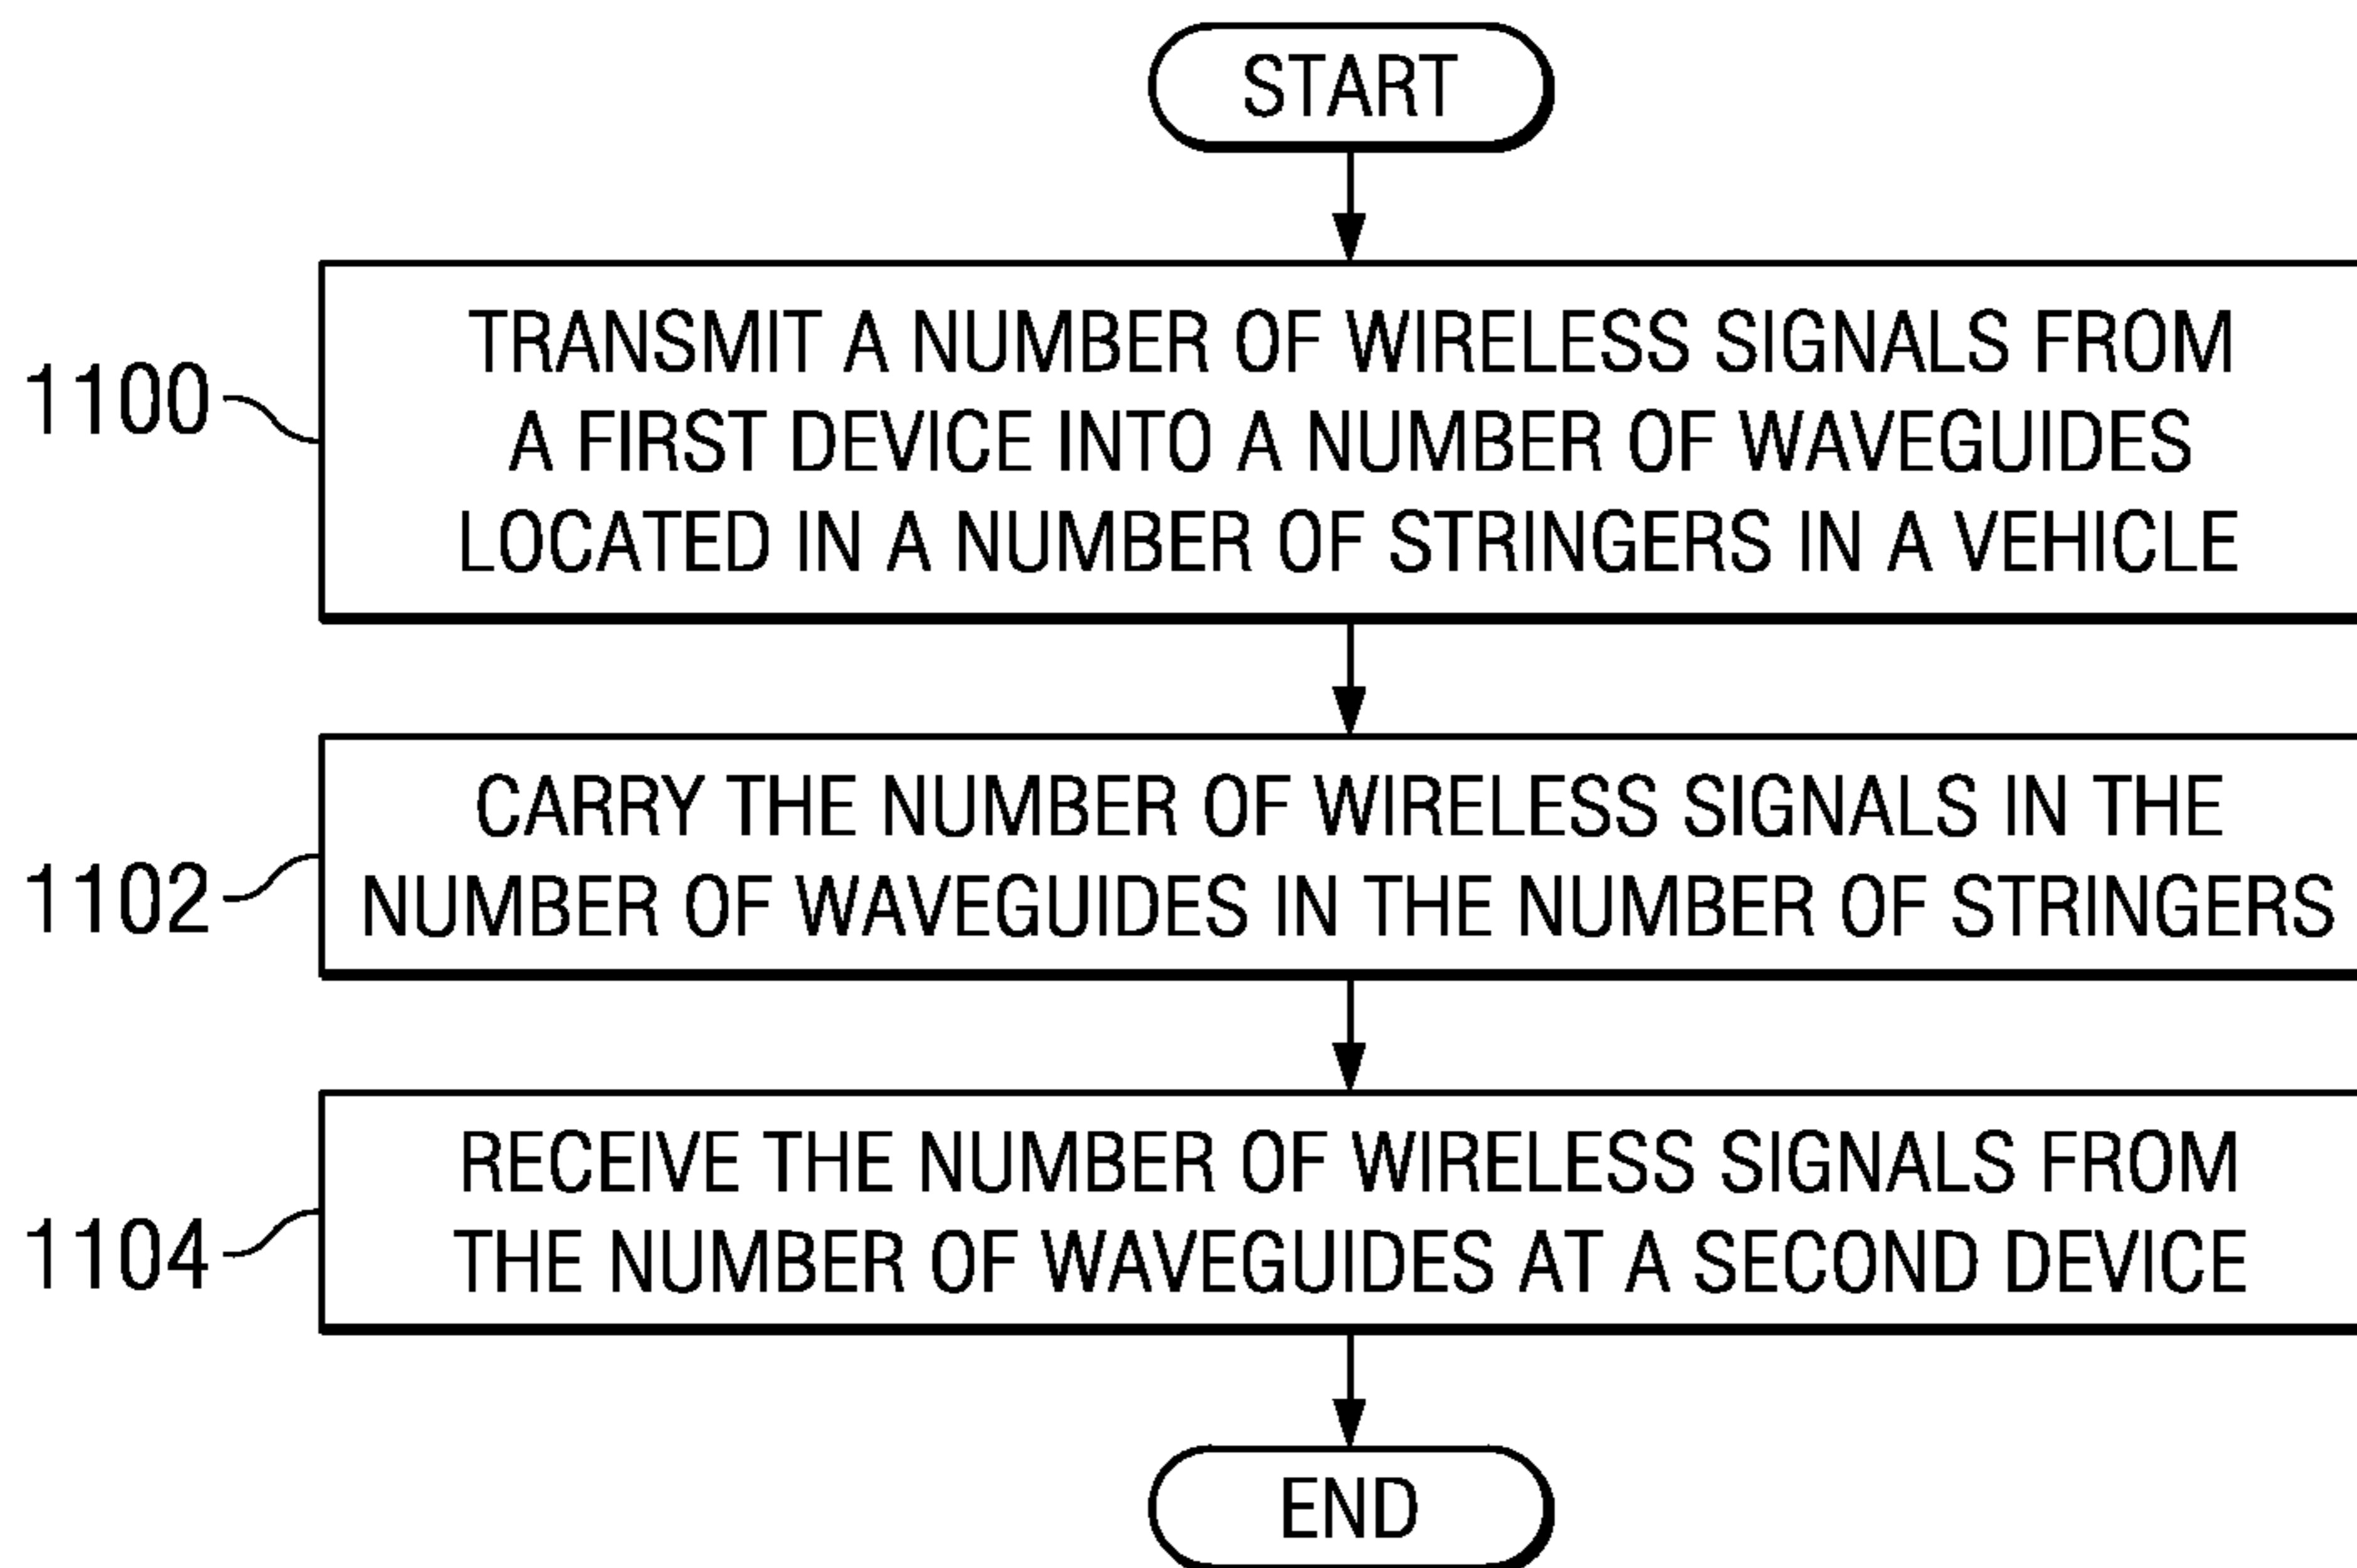 START
1100
TRANSMIT A NUMBER OF WIRELESS SIGNALS FROM
A FIRST DEVICE INTO A NUMBER OF WAVEGUIDES
LOCATED IN A NUMBER OF STRINGERS IN A VEHICLE
1102
CARRY THE NUMBER OF WIRELESS SIGNALS IN THE
NUMBER OF WAVEGUIDES IN THE NUMBER OF STRINGERS
1104
RECEIVE THE NUMBER OF WIRELESS SIGNALS FROM
THE NUMBER OF WAVEGUIDES AT A SECOND DEVICE
END